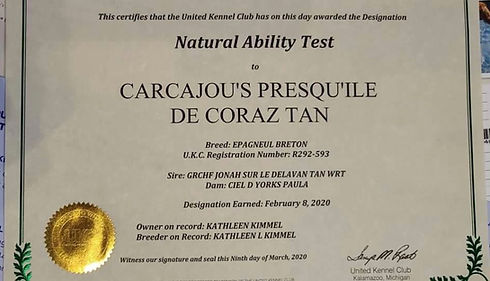 This certifies that the United Kennel Club has on this day awarded the Designation
Natural Ability Test
to
CARCAJOU'S PRESQU'ILE
DE CORAZ TAN
Breed: EPAGNEUL BRETON
U.K.C. Registration Number: R292-593
Sire: GRCHF JONAH SUR LE DELAVAN TAN WRT
Dam: CIEL D YORKS PAULA
Designation Earned: February 8, 2020
Owner on record: KATHLEEN KIMMEL
Breeder on Record: KATHLEEN L KIMMEL
Witness our signature and seal this Ninth day of March, 2020
United Kennel Club
Kalamazoo, Michigan